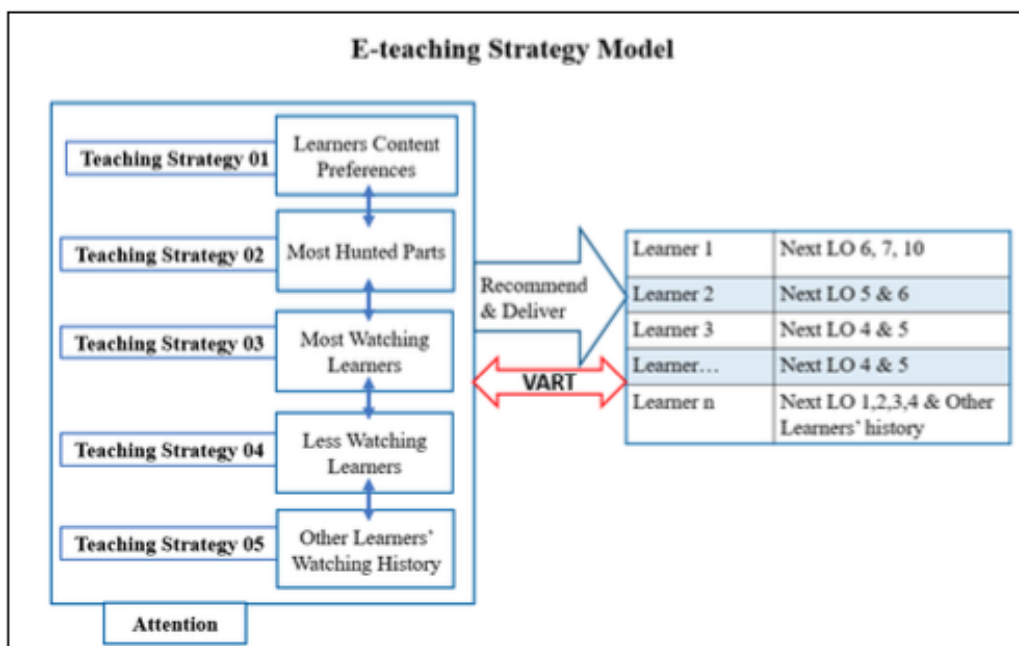 E-teaching Strategy Model
Teaching Strategy 01
Learners Content
Preferences
Teaching Strategy 02
Most Hunted Parts
Teaching Strategy 03
Most Watching
Learners
Teaching Strategy 04
Less Watching
Learners
Teaching Strategy 05
Other Learners'
Watching History
Attention
Recommend
& Deliver
VART
Learner 1 Next LO 6, 7, 10
Learner 2 Next LO 5 & 6
Learner 3 Next LO 4 & 5
Learner... Next LO 4 & 5
Learner n Next LO 1,2,3,4 & Other
Learners' history